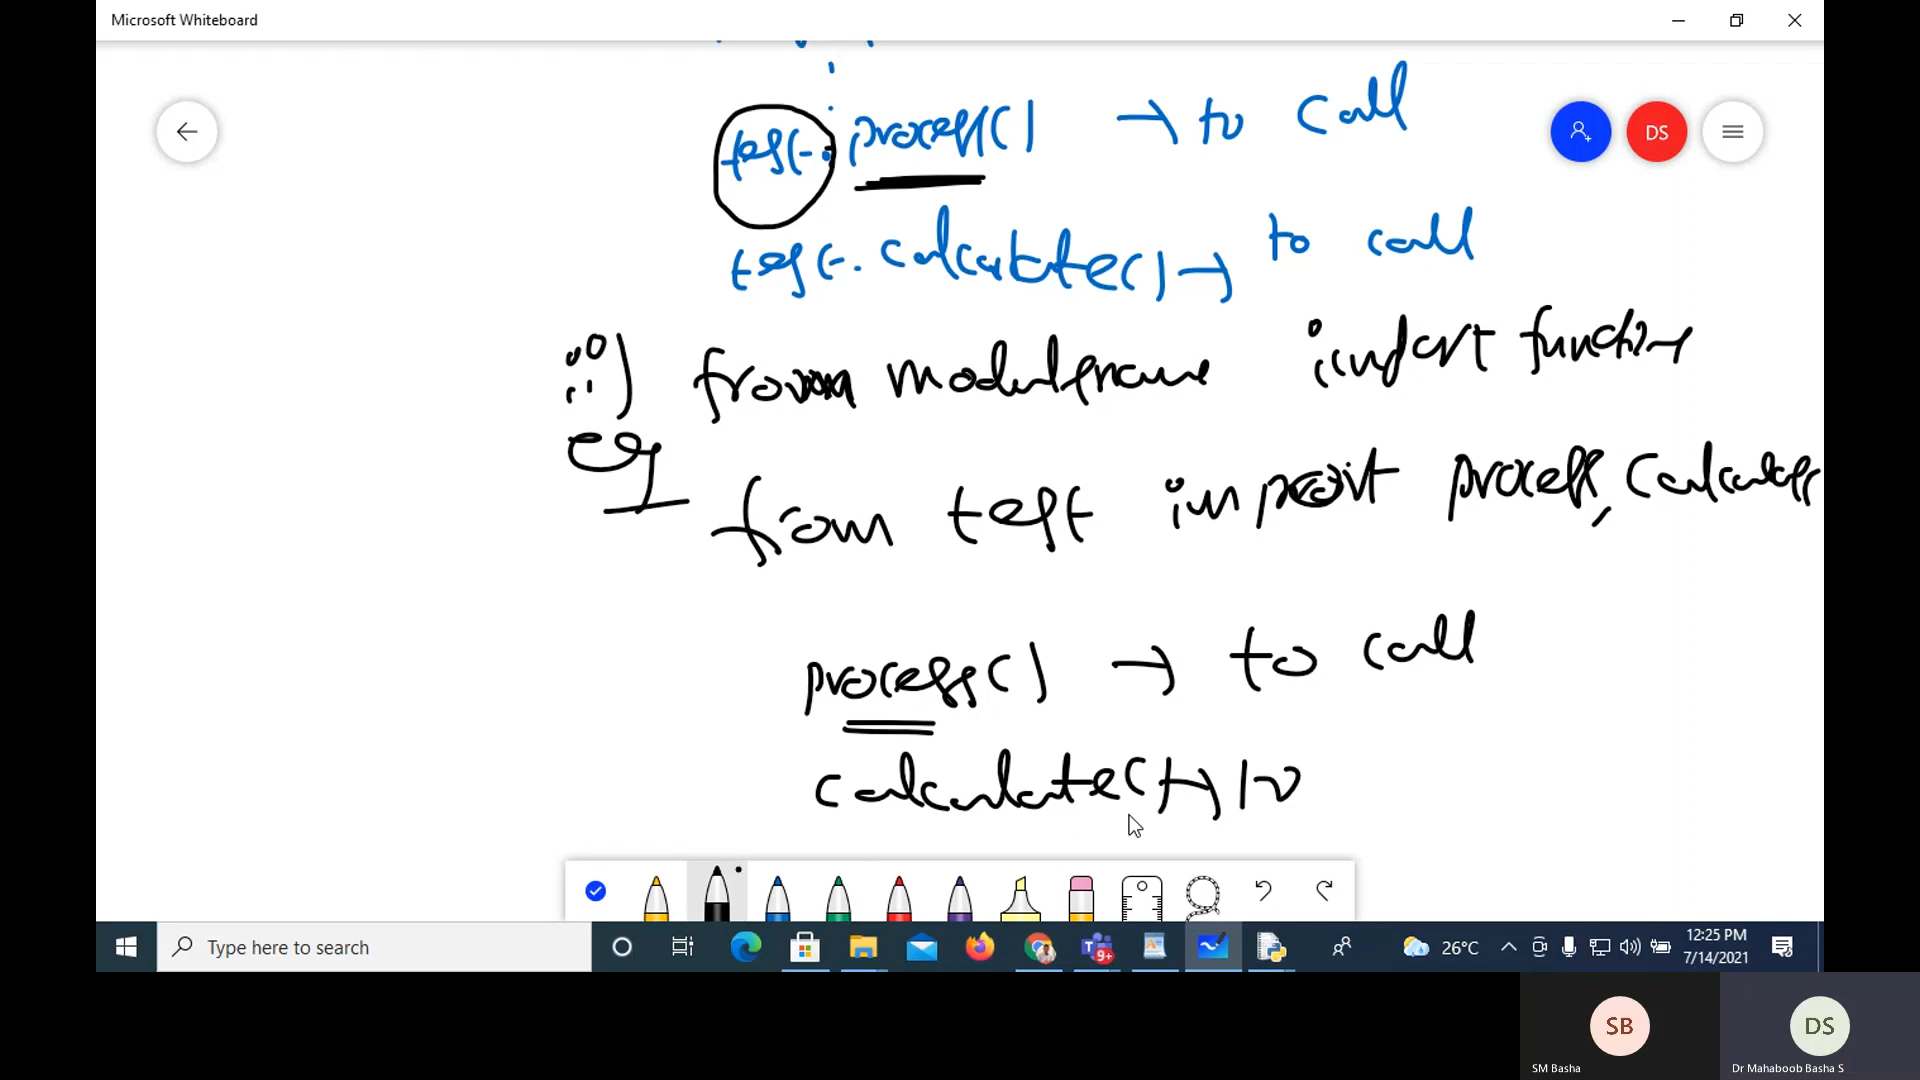 Microsoft Whiteboard
test.process() → to call
DS
test.calculate() → to call
ii) from modulename import function
eg from test import process, calculate
process() → to call
calculate() → to
Type here to search
9+
26°C
12:25 PM
7/14/2021
SB
DS
SM Basha
Dr Mahaboob Basha S